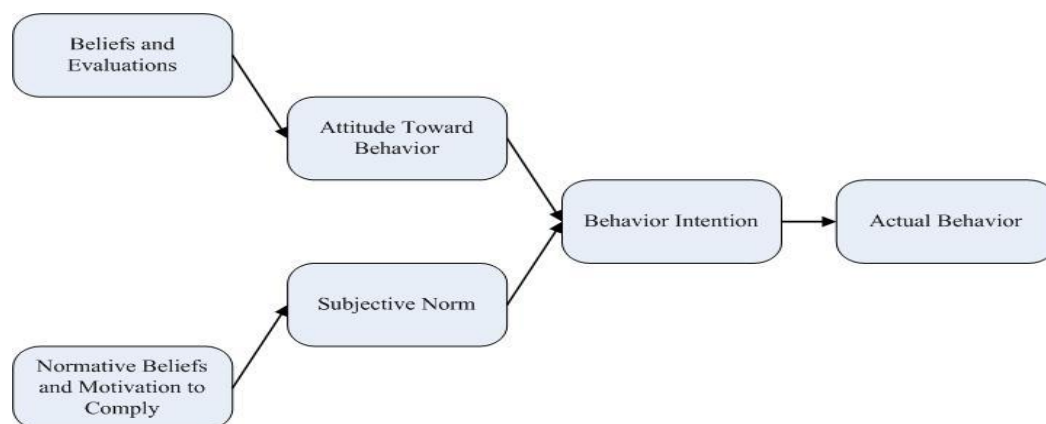 Beliefs and
Evaluations
Attitude Toward
Behavior
Behavior Intention
Actual Behavior
Subjective Norm
Normative Beliefs
and Motivation to
Comply